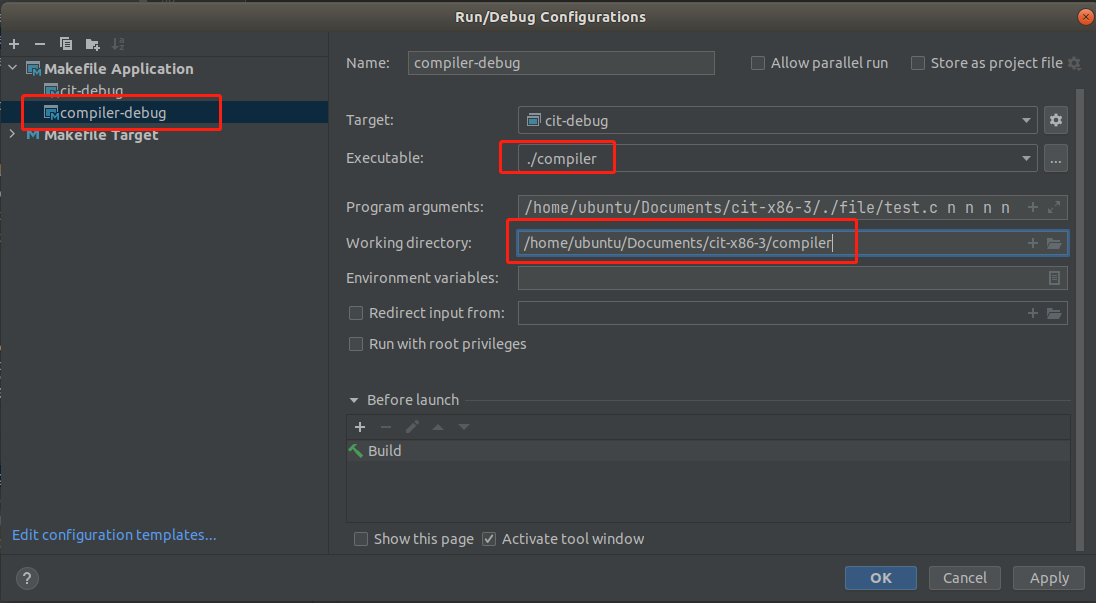 Run/Debug Configurations
Makefile Application
cit-debug
compiler-debug
Makefile Target
Edit configuration templates...
Name: compiler-debug Allow parallel run Store as project file
Target: cit-debug
Executable: ./compiler ...
Program arguments: /home/ubuntu/Documents/cit-x86-3/./file/test.c n n n n
Working directory: /home/ubuntu/Documents/cit-x86-3/compiler
Environment variables:
Redirect input from:
Run with root privileges
Before launch
Build
Show this page Activate tool window
? OK Cancel Apply